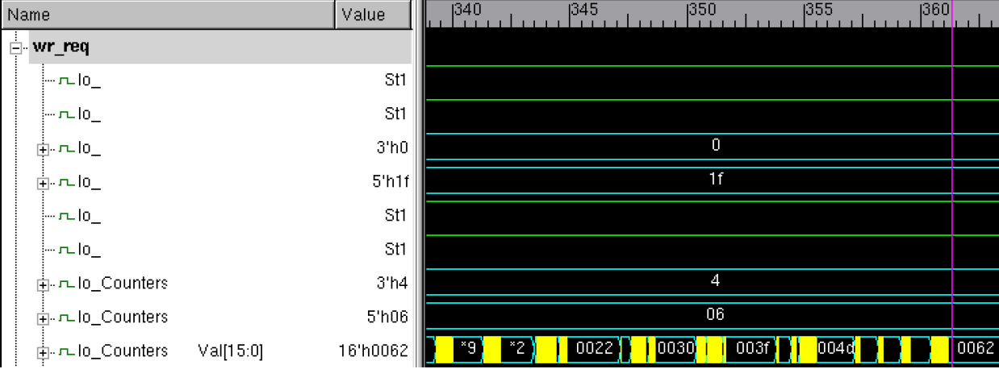 Name Value 340 345 350 355 360
wr_req
lo_ St1
lo_ St1
lo_ 3'h0 0
lo_ 5'h1f 1f
lo_ St1
lo_ St1
lo_Counters 3'h4 4
lo_Counters 5'h06 06
lo_Counters Val[15:0] 16'h0062 *9 *2 0022 0030 003f 004d 0062